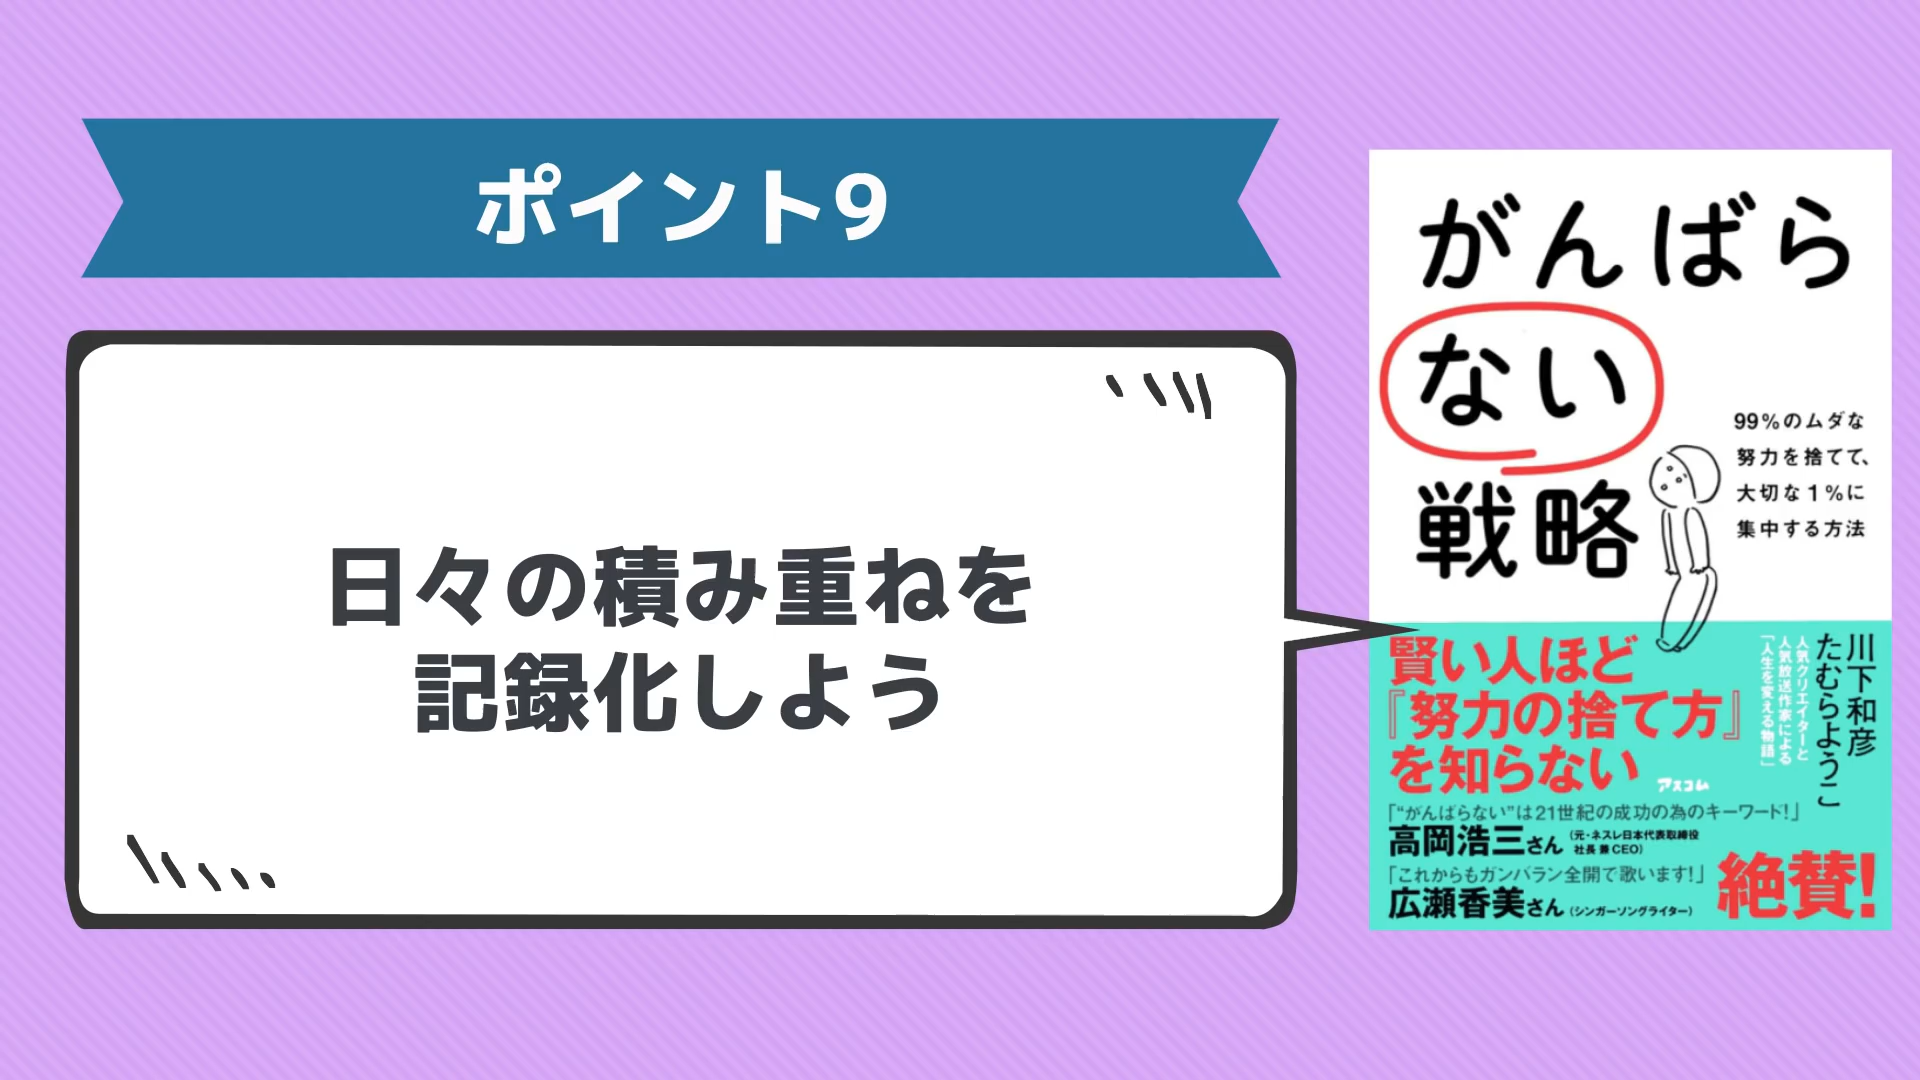 ポイント9
日々の積み重ねを
記録化しよう
がんばら
ない
戦略
99%のムダな
努力を捨てて、
大切な1%に
集中する方法
川下和彦
たむらようこ
人気クリエイターと
人気放送作家による
「人生を変える物語」
賢い人ほど
『努力の捨て方』
を知らない
アスコム
「“がんばらない”は21世紀の成功の為のキーワード!」
高岡浩三さん(元・ネスレ日本代表取締役
社長 兼 CEO)
「これからもガンバラン全開で歌います!」
広瀬香美さん(シンガーソングライター)
絶賛!